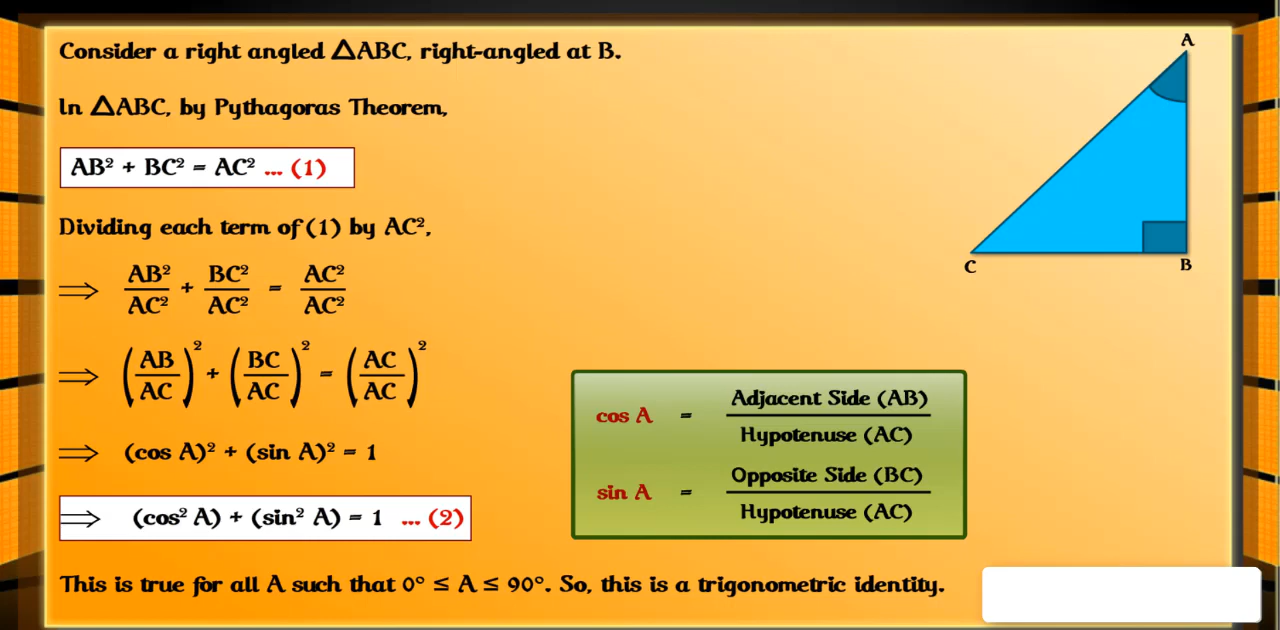 Consider a right angled △ABC, right-angled at B.
In △ABC, by Pythagoras Theorem,
AB² + BC² = AC² ... (1)
Dividing each term of (1) by AC²,
⟹ AB²/AC² + BC²/AC² = AC²/AC²
⟹ (AB/AC)² + (BC/AC)² = (AC/AC)²
⟹ (cos A)² + (sin A)² = 1
⟹ (cos² A) + (sin² A) = 1 ... (2)
This is true for all A such that 0° ≤ A ≤ 90°. So, this is a trigonometric identity.
cos A = Adjacent Side (AB) / Hypotenuse (AC)
sin A = Opposite Side (BC) / Hypotenuse (AC)
A
C
B